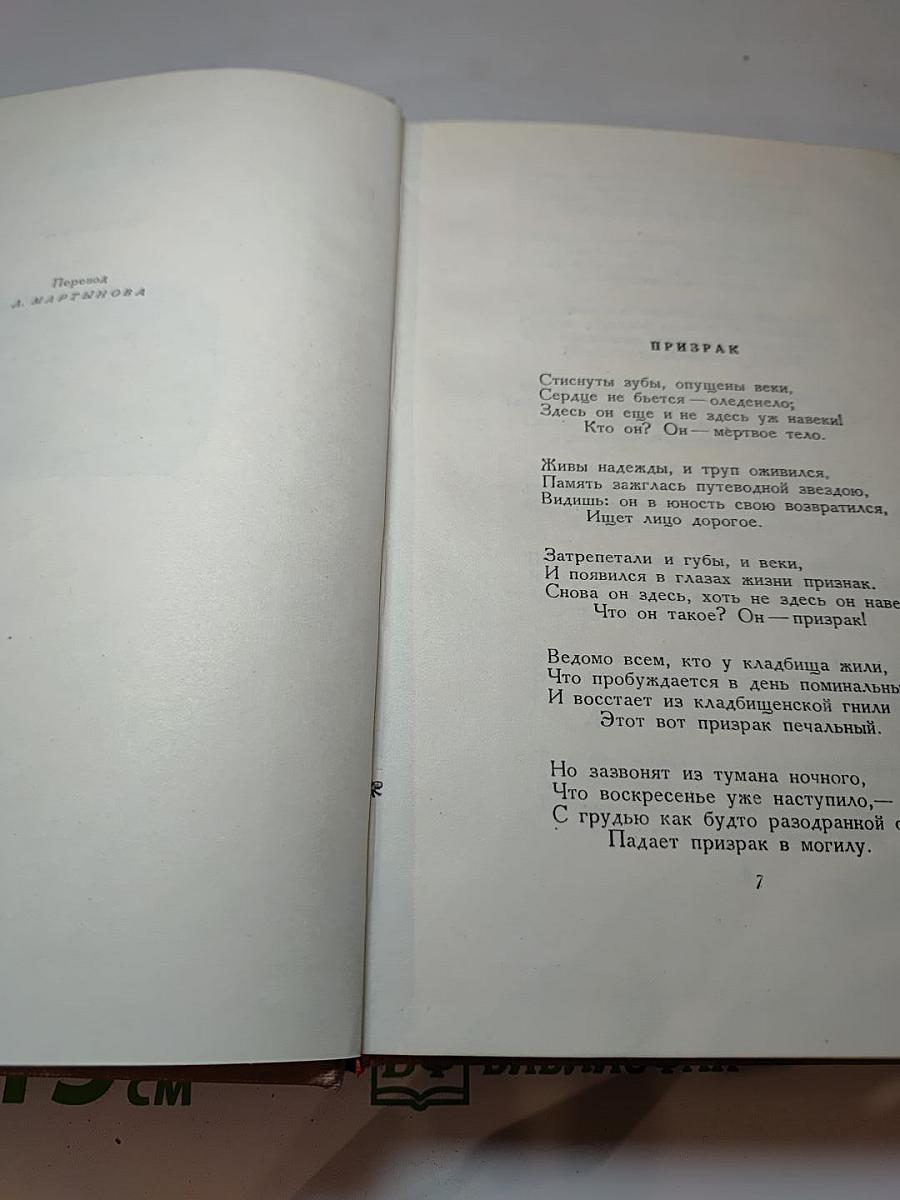 Перевод
Л. МАРТЫНОВА
ПРИЗРАК
Стиснуты зубы, опущены веки,
Сердце не бьется — оледенело;
Здесь он еще и не здесь уж навеки!
Кто он? Он — мертвое тело.
Живы надежды, и труп оживился,
Память зажглась путеводной звездою,
Видишь: он в юность свою возвратился,
Ищет лицо дорогое.
Затрепетали и губы, и веки,
И появился в глазах жизни признак.
Снова он здесь, хоть не здесь он наве
Что он такое? Он — призрак!
Ведомо всем, кто у кладбища жили,
Что пробуждается в день поминальны
И восстает из кладбищенской гнили
Этот вот призрак печальный.
Но зазвонят из тумана ночного,
Что воскресенье уже наступило,—
С грудью как будто разодранной с
Падает призрак в могилу.
7
см